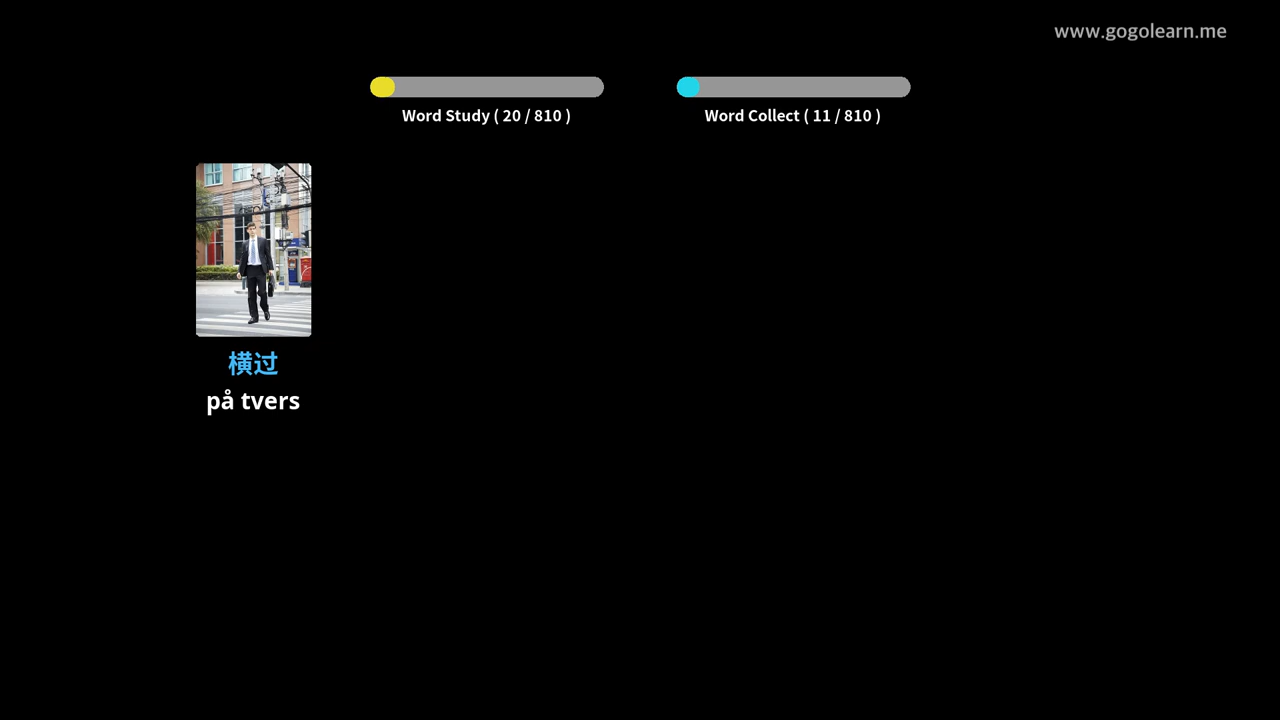 www.gogolearn.me
Word Study ( 20 / 810 )
Word Collect ( 11 / 810 )
横过
på tvers